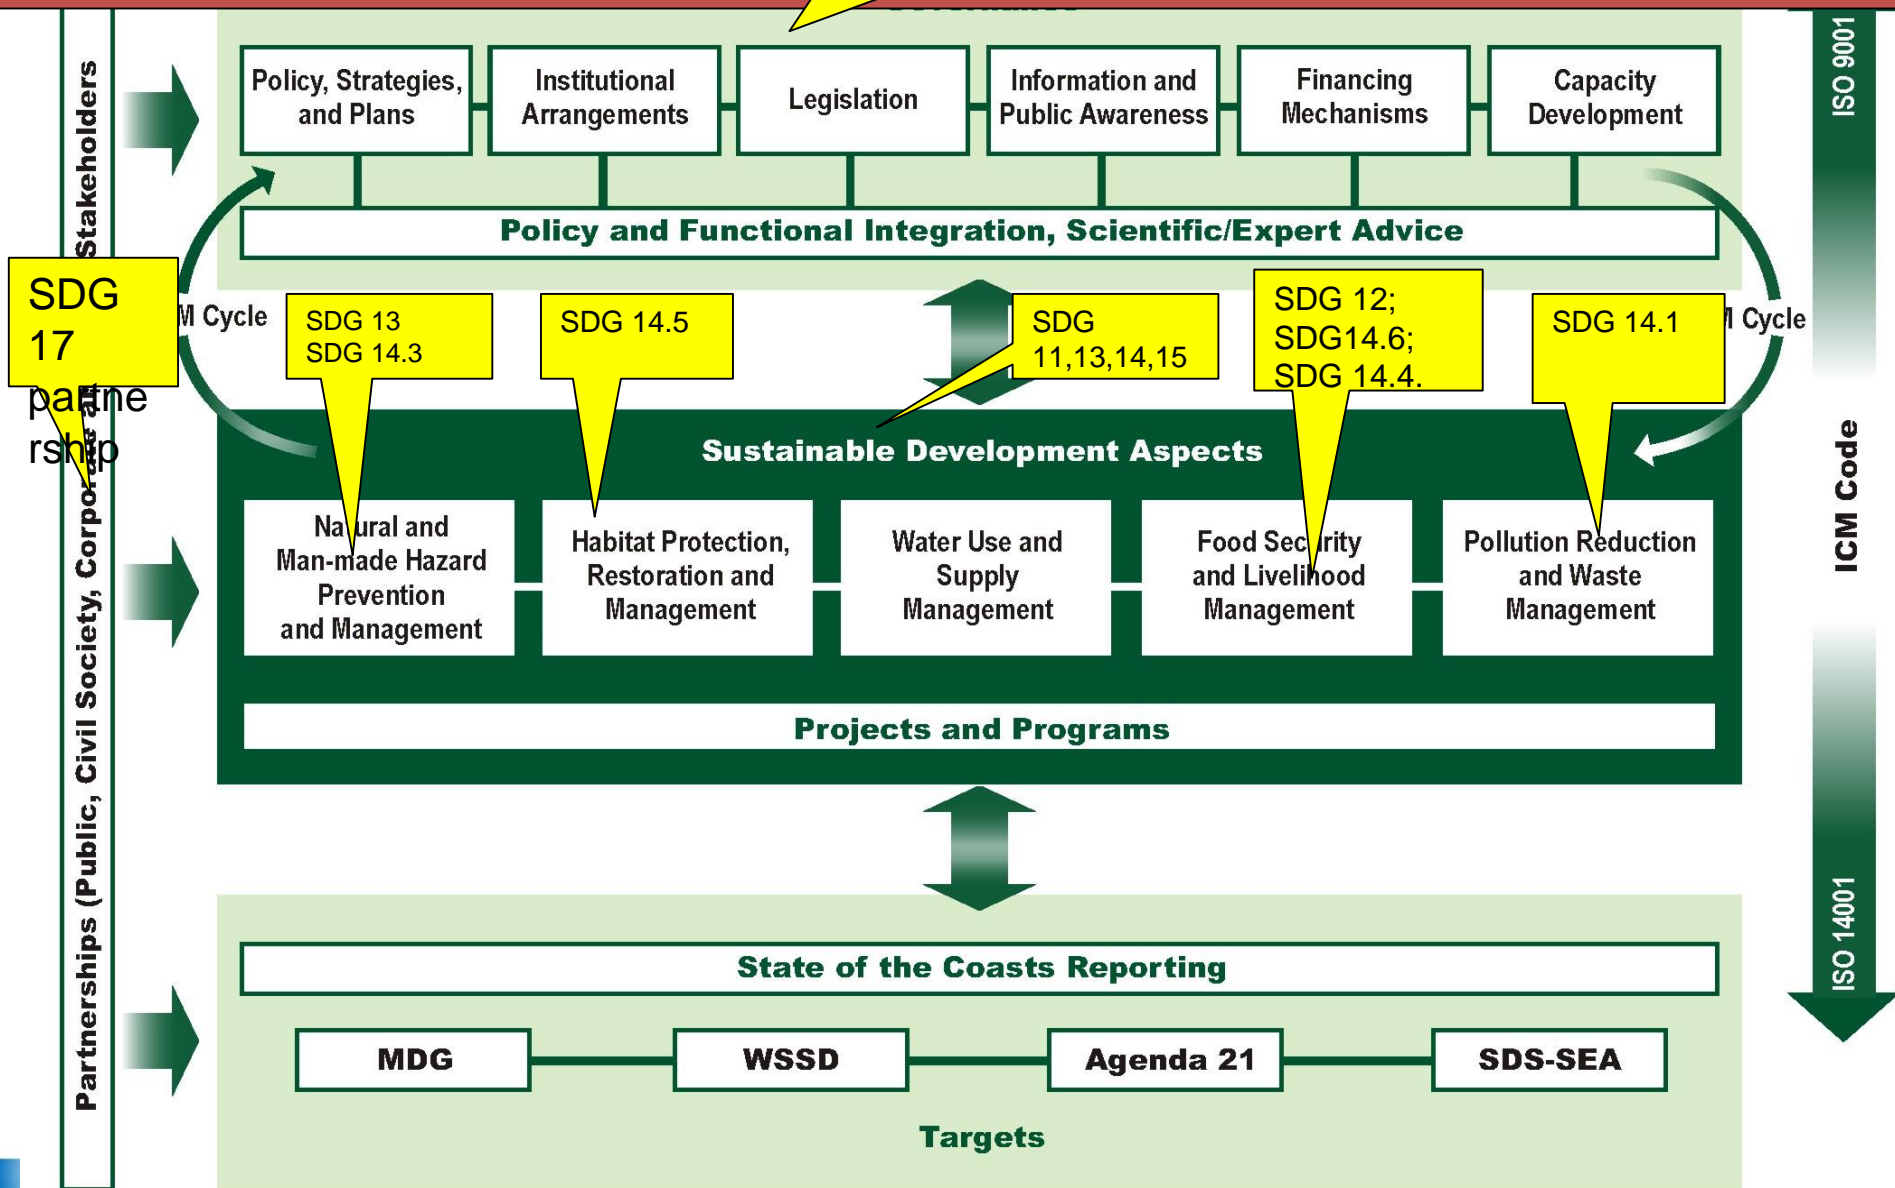 Policy, Strategies,
and Plans
Institutional
Arrangements
Legislation
Information and
Public Awareness
Financing
Mechanisms
Capacity
Development
Policy and Functional Integration, Scientific/Expert Advice
SDG
17
partne
rship
Cycle
SDG 13
SDG 14.3
SDG 14.5
SDG
11,13,14,15
SDG 12;
SDG14.6;
SDG 14.4.
SDG 14.1
Cycle
Sustainable Development Aspects
Natural and
Man-made Hazard
Prevention
and Management
Habitat Protection,
Restoration and
Management
Water Use and
Supply
Management
Food Security
and Livelihood
Management
Pollution Reduction
and Waste
Management
Projects and Programs
State of the Coasts Reporting
MDG
WSSD
Agenda 21
SDS-SEA
Targets
Partnerships (Public, Civil Society, Corporate Stakeholders
ISO 9001
ICM Code
ISO 14001